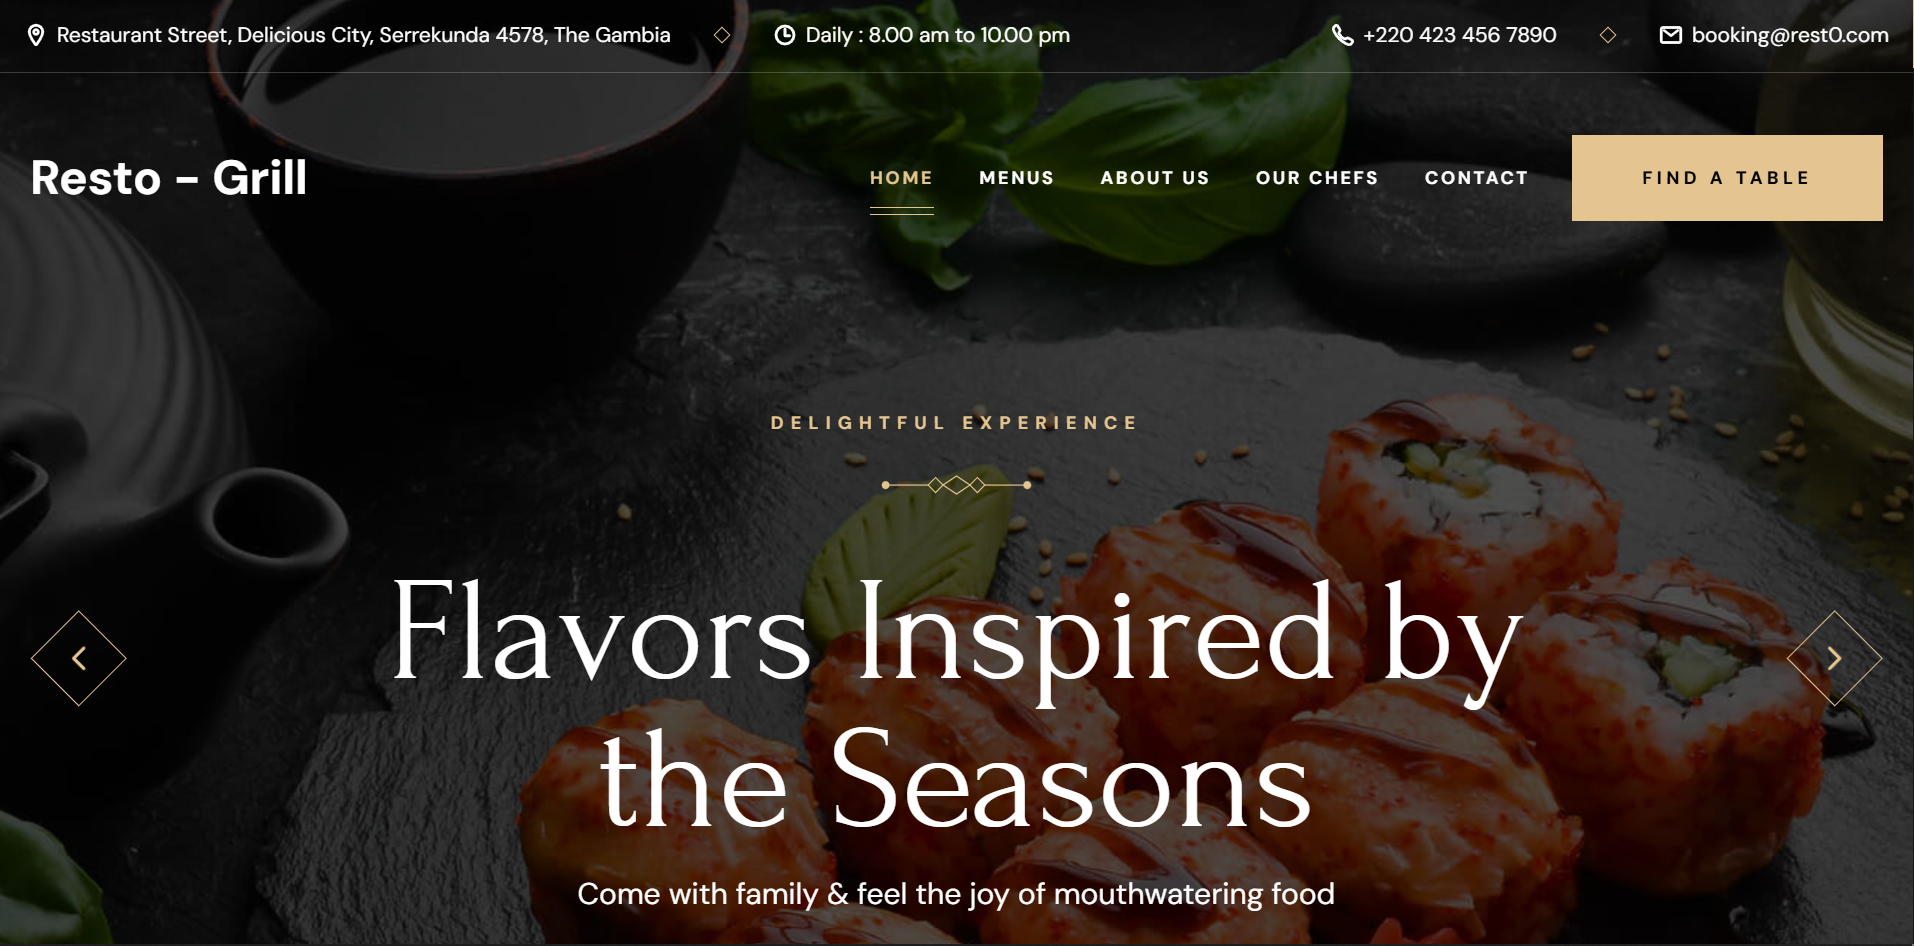 Restaurant Street, Delicious City, Serrekunda 4578, The Gambia
Daily : 8.00 am to 10.00 pm
+220 423 456 7890
booking@rest0.com
Resto - Grill
HOME
MENUS
ABOUT US
OUR CHEFS
CONTACT
FIND A TABLE
DELIGHTFUL EXPERIENCE
Flavors Inspired by
the Seasons
Come with family & feel the joy of mouthwatering food